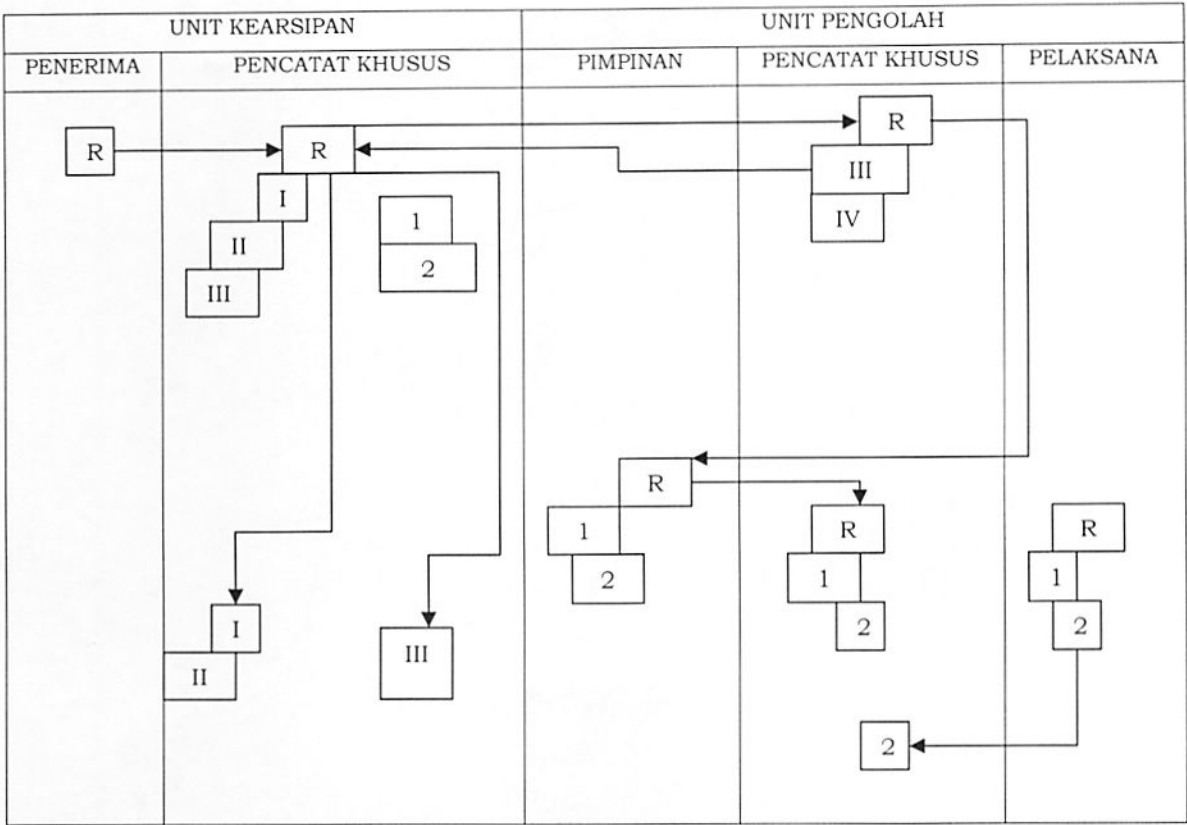 UNIT KEARSIPAN
UNIT PENGOLAH
PENERIMA
PENCATAT KHUSUS
PIMPINAN
PENCATAT KHUSUS
PELAKSANA
R
R
I
II
III
1
2
R
III
IV
R
1
2
R
1
2
R
1
2
I
II
III
2